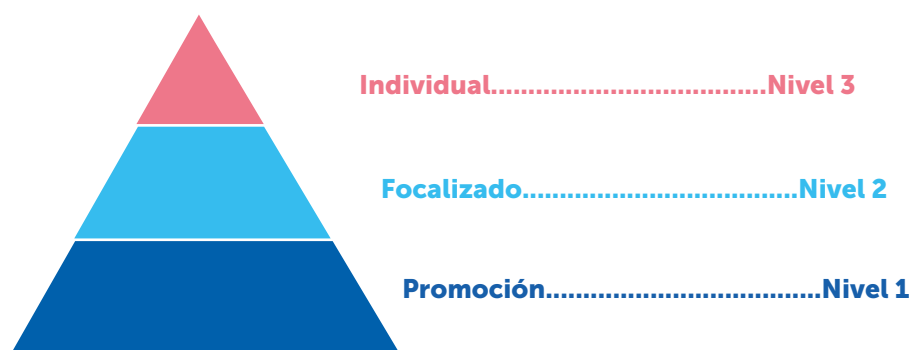 Individual.....................................Nivel 3
Focalizado.....................................Nivel 2
Promoción.....................................Nivel 1